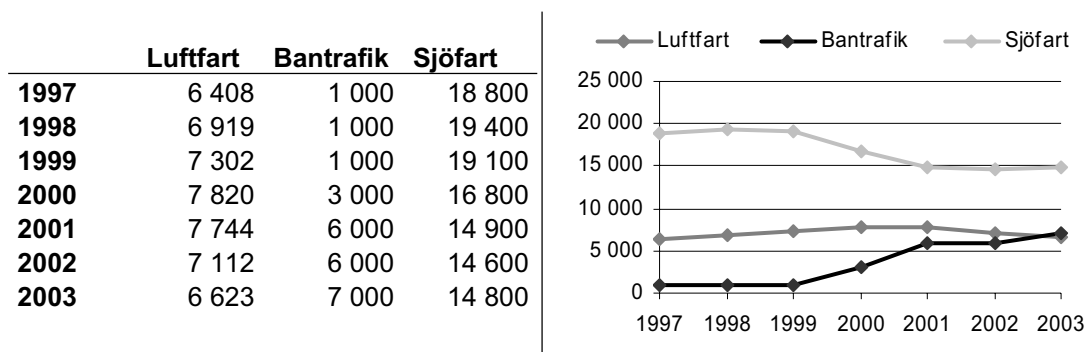 Luftfart Bantrafik Sjöfart
1997 6 408 1 000 18 800
1998 6 919 1 000 19 400
1999 7 302 1 000 19 100
2000 7 820 3 000 16 800
2001 7 744 6 000 14 900
2002 7 112 6 000 14 600
2003 6 623 7 000 14 800
Luftfart Bantrafik Sjöfart
25 000
20 000
15 000
10 000
5 000
0
1997 1998 1999 2000 2001 2002 2003